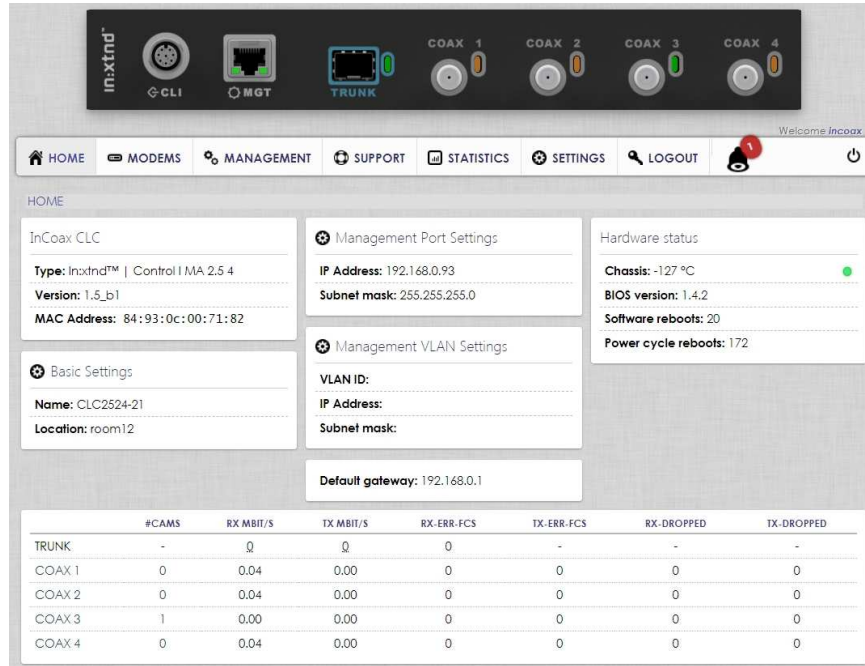 in:xtnd™
CLI
MGT
TRUNK
COAX 1
COAX 2
COAX 3
COAX 4
Welcome incoax
HOME MODEMS MANAGEMENT SUPPORT STATISTICS SETTINGS LOGOUT 1
HOME
InCoax CLC
Type: In:xtnd™ | Control I MA 2.5 4
Version: 1.5_b1
MAC Address: 84:93:0c:00:71:82
Basic Settings
Name: CLC2524-21
Location: room12
Management Port Settings
IP Address: 192.168.0.93
Subnet mask: 255.255.255.0
Management VLAN Settings
VLAN ID:
IP Address:
Subnet mask:
Default gateway: 192.168.0.1
Hardware status
Chassis: -127 ºC
BIOS version: 1.4.2
Software reboots: 20
Power cycle reboots: 172
#CAMS RX MBIT/S TX MBIT/S RX-ERR-FCS TX-ERR-FCS RX-DROPPED TX-DROPPED
TRUNK - 0 0 0 - - -
COAX 1 0 0.04 0.00 0 0 0 0
COAX 2 0 0.04 0.00 0 0 0 0
COAX 3 1 0.00 0.00 0 0 0 0
COAX 4 0 0.04 0.00 0 0 0 0